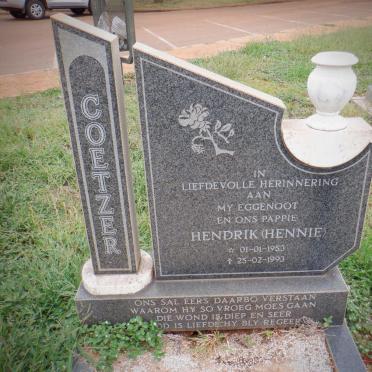 COETZER
IN
LIEFDEVOLLE HERINNERING
AAN
MY EGGENOOT
EN ONS PAPPIE
HENDRIK (HENNIE)
☆ 01-01-1953
† 25-02-1993
ONS SAL EERS DAARBO VERSTAAN
WAAROM HY SO VROEG MOES GAAN
DIE WOND IS DIEP EN SEER
GOD IS LIEFDE HY BLY REGEER